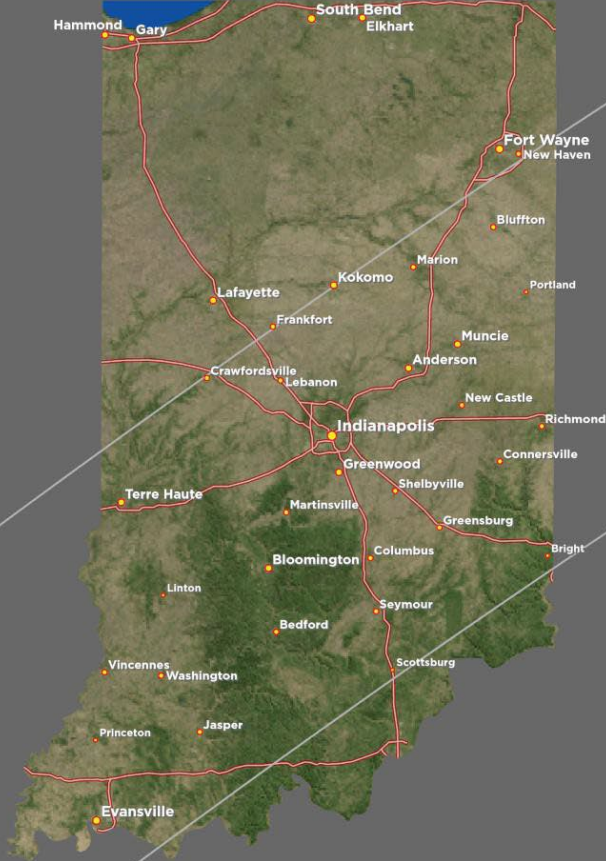 South Bend
Hammond
Gary
Elkhart
Fort Wayne
New Haven
Bluffton
Marion
Kokomo
Portland
Lafayette
Frankfort
Muncie
Anderson
Crawfordsville
Lebanon
New Castle
Richmond
Indianapolis
Connersville
Greenwood
Shelbyville
Terre Haute
Martinsville
Greensburg
Bright
Columbus
Bloomington
Linton
Seymour
Bedford
Scottsburg
Vincennes
Washington
Jasper
Princeton
Evansville